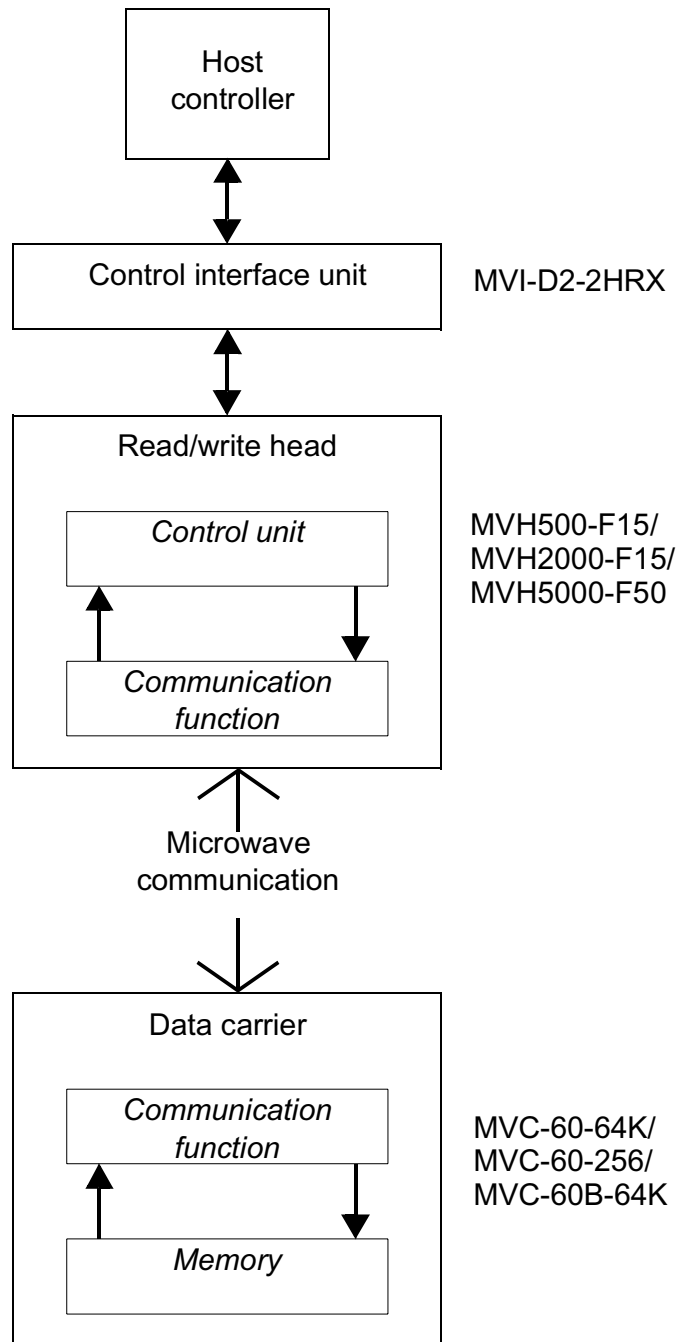 Host
controller
Control interface unit
MVI-D2-2HRX
Read/write head
Control unit
MVH500-F15/
MVH2000-F15/
MVH5000-F50
Communication
function
Microwave
communication
Data carrier
Communication
function
MVC-60-64K/
MVC-60-256/
MVC-60B-64K
Memory